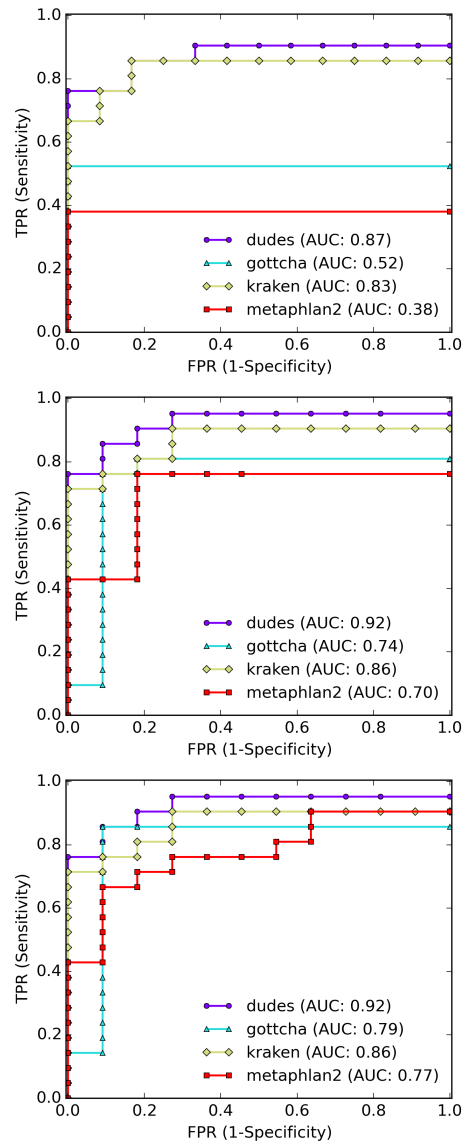 1.0
0.8
0.6
0.4
0.2
0.0
TPR (Sensitivity)
dudes (AUC: 0.87)
gottcha (AUC: 0.52)
kraken (AUC: 0.83)
metaphlan2 (AUC: 0.38)
0.0 0.2 0.4 0.6 0.8 1.0
FPR (1-Specificity)
1.0
0.8
0.6
0.4
0.2
0.0
TPR (Sensitivity)
dudes (AUC: 0.92)
gottcha (AUC: 0.74)
kraken (AUC: 0.86)
metaphlan2 (AUC: 0.70)
0.0 0.2 0.4 0.6 0.8 1.0
FPR (1-Specificity)
1.0
0.8
0.6
0.4
0.2
0.0
TPR (Sensitivity)
dudes (AUC: 0.92)
gottcha (AUC: 0.79)
kraken (AUC: 0.86)
metaphlan2 (AUC: 0.77)
0.0 0.2 0.4 0.6 0.8 1.0
FPR (1-Specificity)